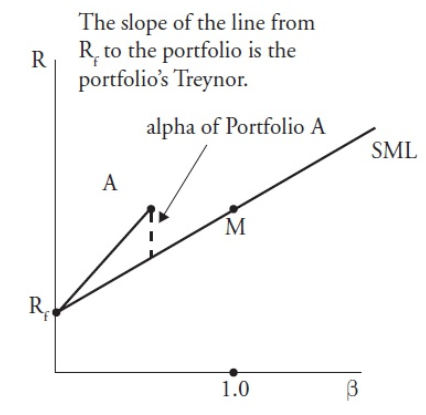 The slope of the line from
R_f to the portfolio is the
portfolio's Treynor.
R
alpha of Portfolio A
SML
A
M
R_f
1.0
β